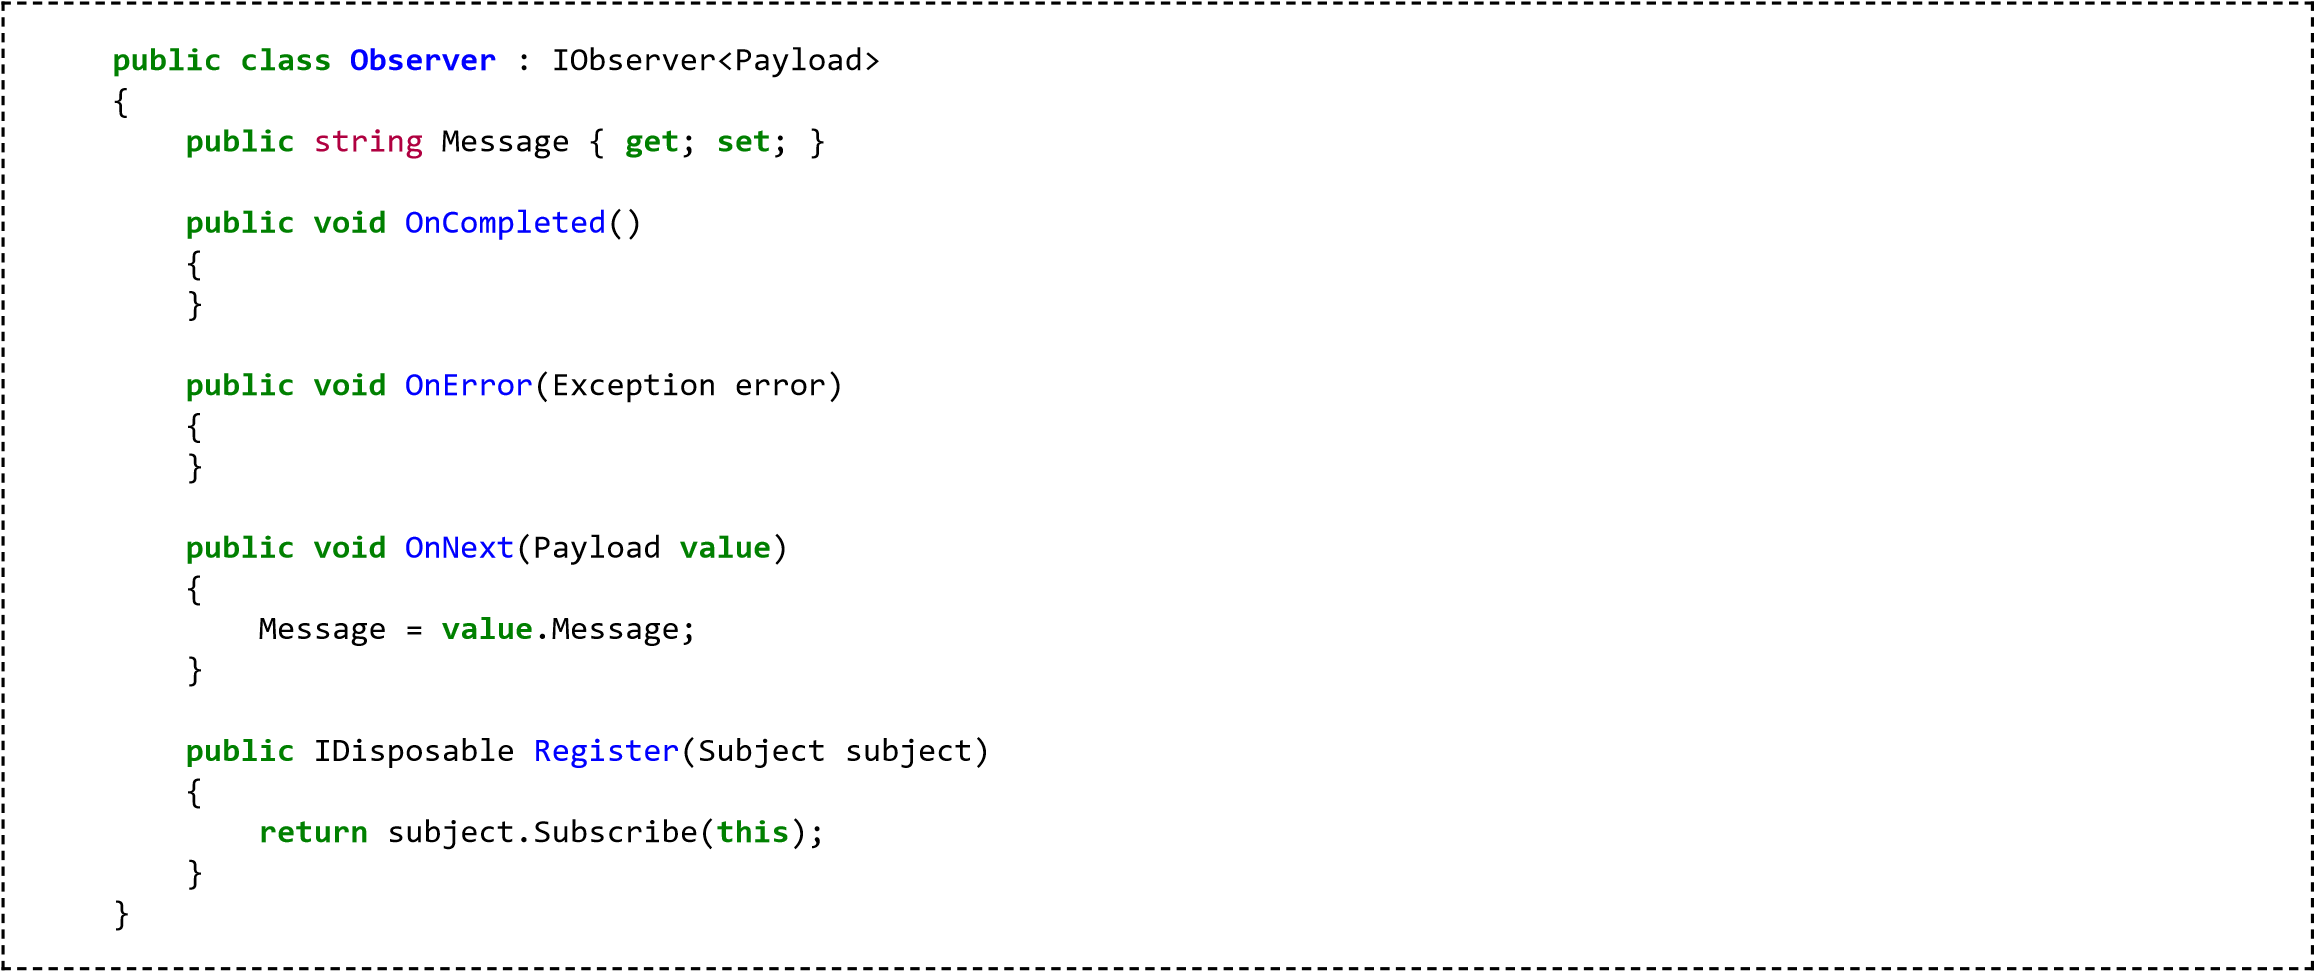 public class Observer : IObserver<Payload>
{
    public string Message { get; set; }

    public void OnCompleted()
    {
    }

    public void OnError(Exception error)
    {
    }

    public void OnNext(Payload value)
    {
        Message = value.Message;
    }

    public IDisposable Register(Subject subject)
    {
        return subject.Subscribe(this);
    }
}